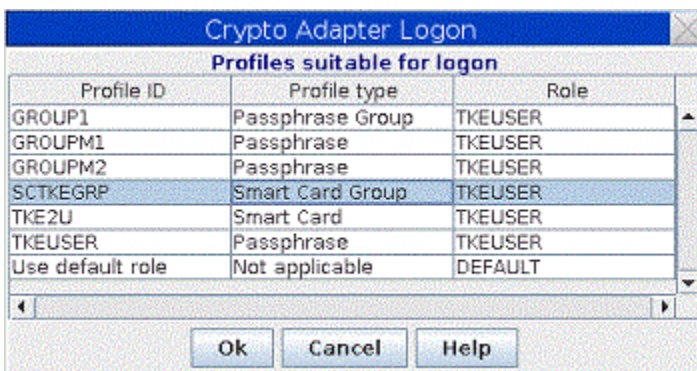 Crypto Adapter Logon
Profiles suitable for logon
Profile ID Profile type Role
GROUP1 Passphrase Group TKEUSER
GROUPM1 Passphrase TKEUSER
GROUPM2 Passphrase TKEUSER
SCTKEGRP Smart Card Group TKEUSER
TKE2U Smart Card TKEUSER
TKEUSER Passphrase TKEUSER
Use default role Not applicable DEFAULT
Ok Cancel Help